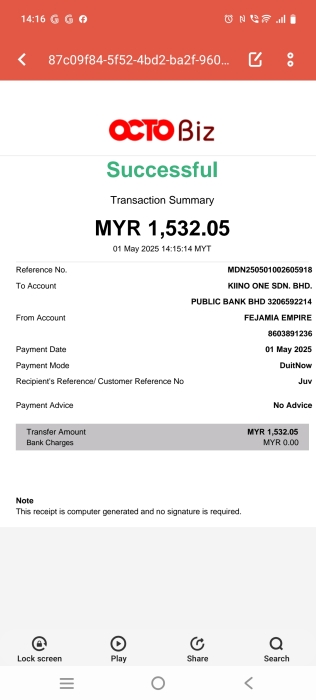 14:16 G G
87c09f84-5f52-4bd2-ba2f-960...
OCTO Biz
Successful
Transaction Summary
MYR 1,532.05
01 May 2025 14:15:14 MYT
Reference No. MDN250501002605918
To Account KIINO ONE SDN. BHD.
PUBLIC BANK BHD 3206592214
From Account FEJAMIA EMPIRE
8603891236
Payment Date 01 May 2025
Payment Mode DuitNow
Recipient's Reference/ Customer Reference No Juv
Payment Advice No Advice
Transfer Amount MYR 1,532.05
Bank Charges MYR 0.00
Note
This receipt is computer generated and no signature is required.
Lock screen Play Share Search